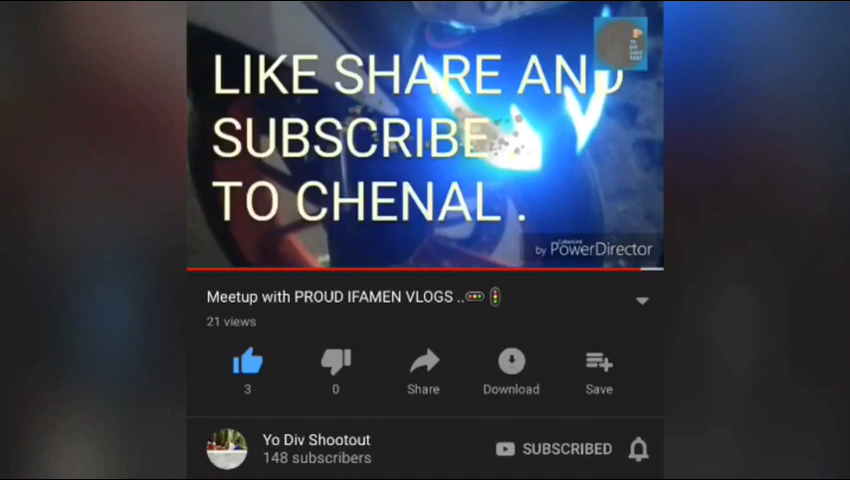 LIKE SHARE AND
SUBSCRIBE
TO CHENAL .
by CyberLink PowerDirector
Meetup with PROUD IFAMEN VLOGS ..
21 views
3
0
Share
Download
Save
Yo Div Shootout
148 subscribers
SUBSCRIBED